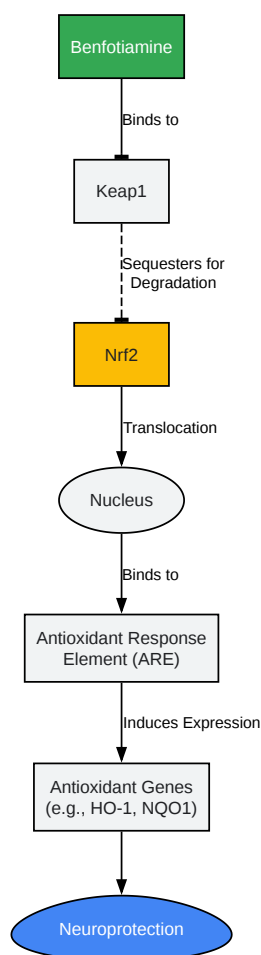 Benfotiamine
Binds to
Keap1
Sequesters for
Degradation
Nrf2
Translocation
Nucleus
Binds to
Antioxidant Response
Element (ARE)
Induces Expression
Antioxidant Genes
(e.g., HO-1, NQO1)
Neuroprotection